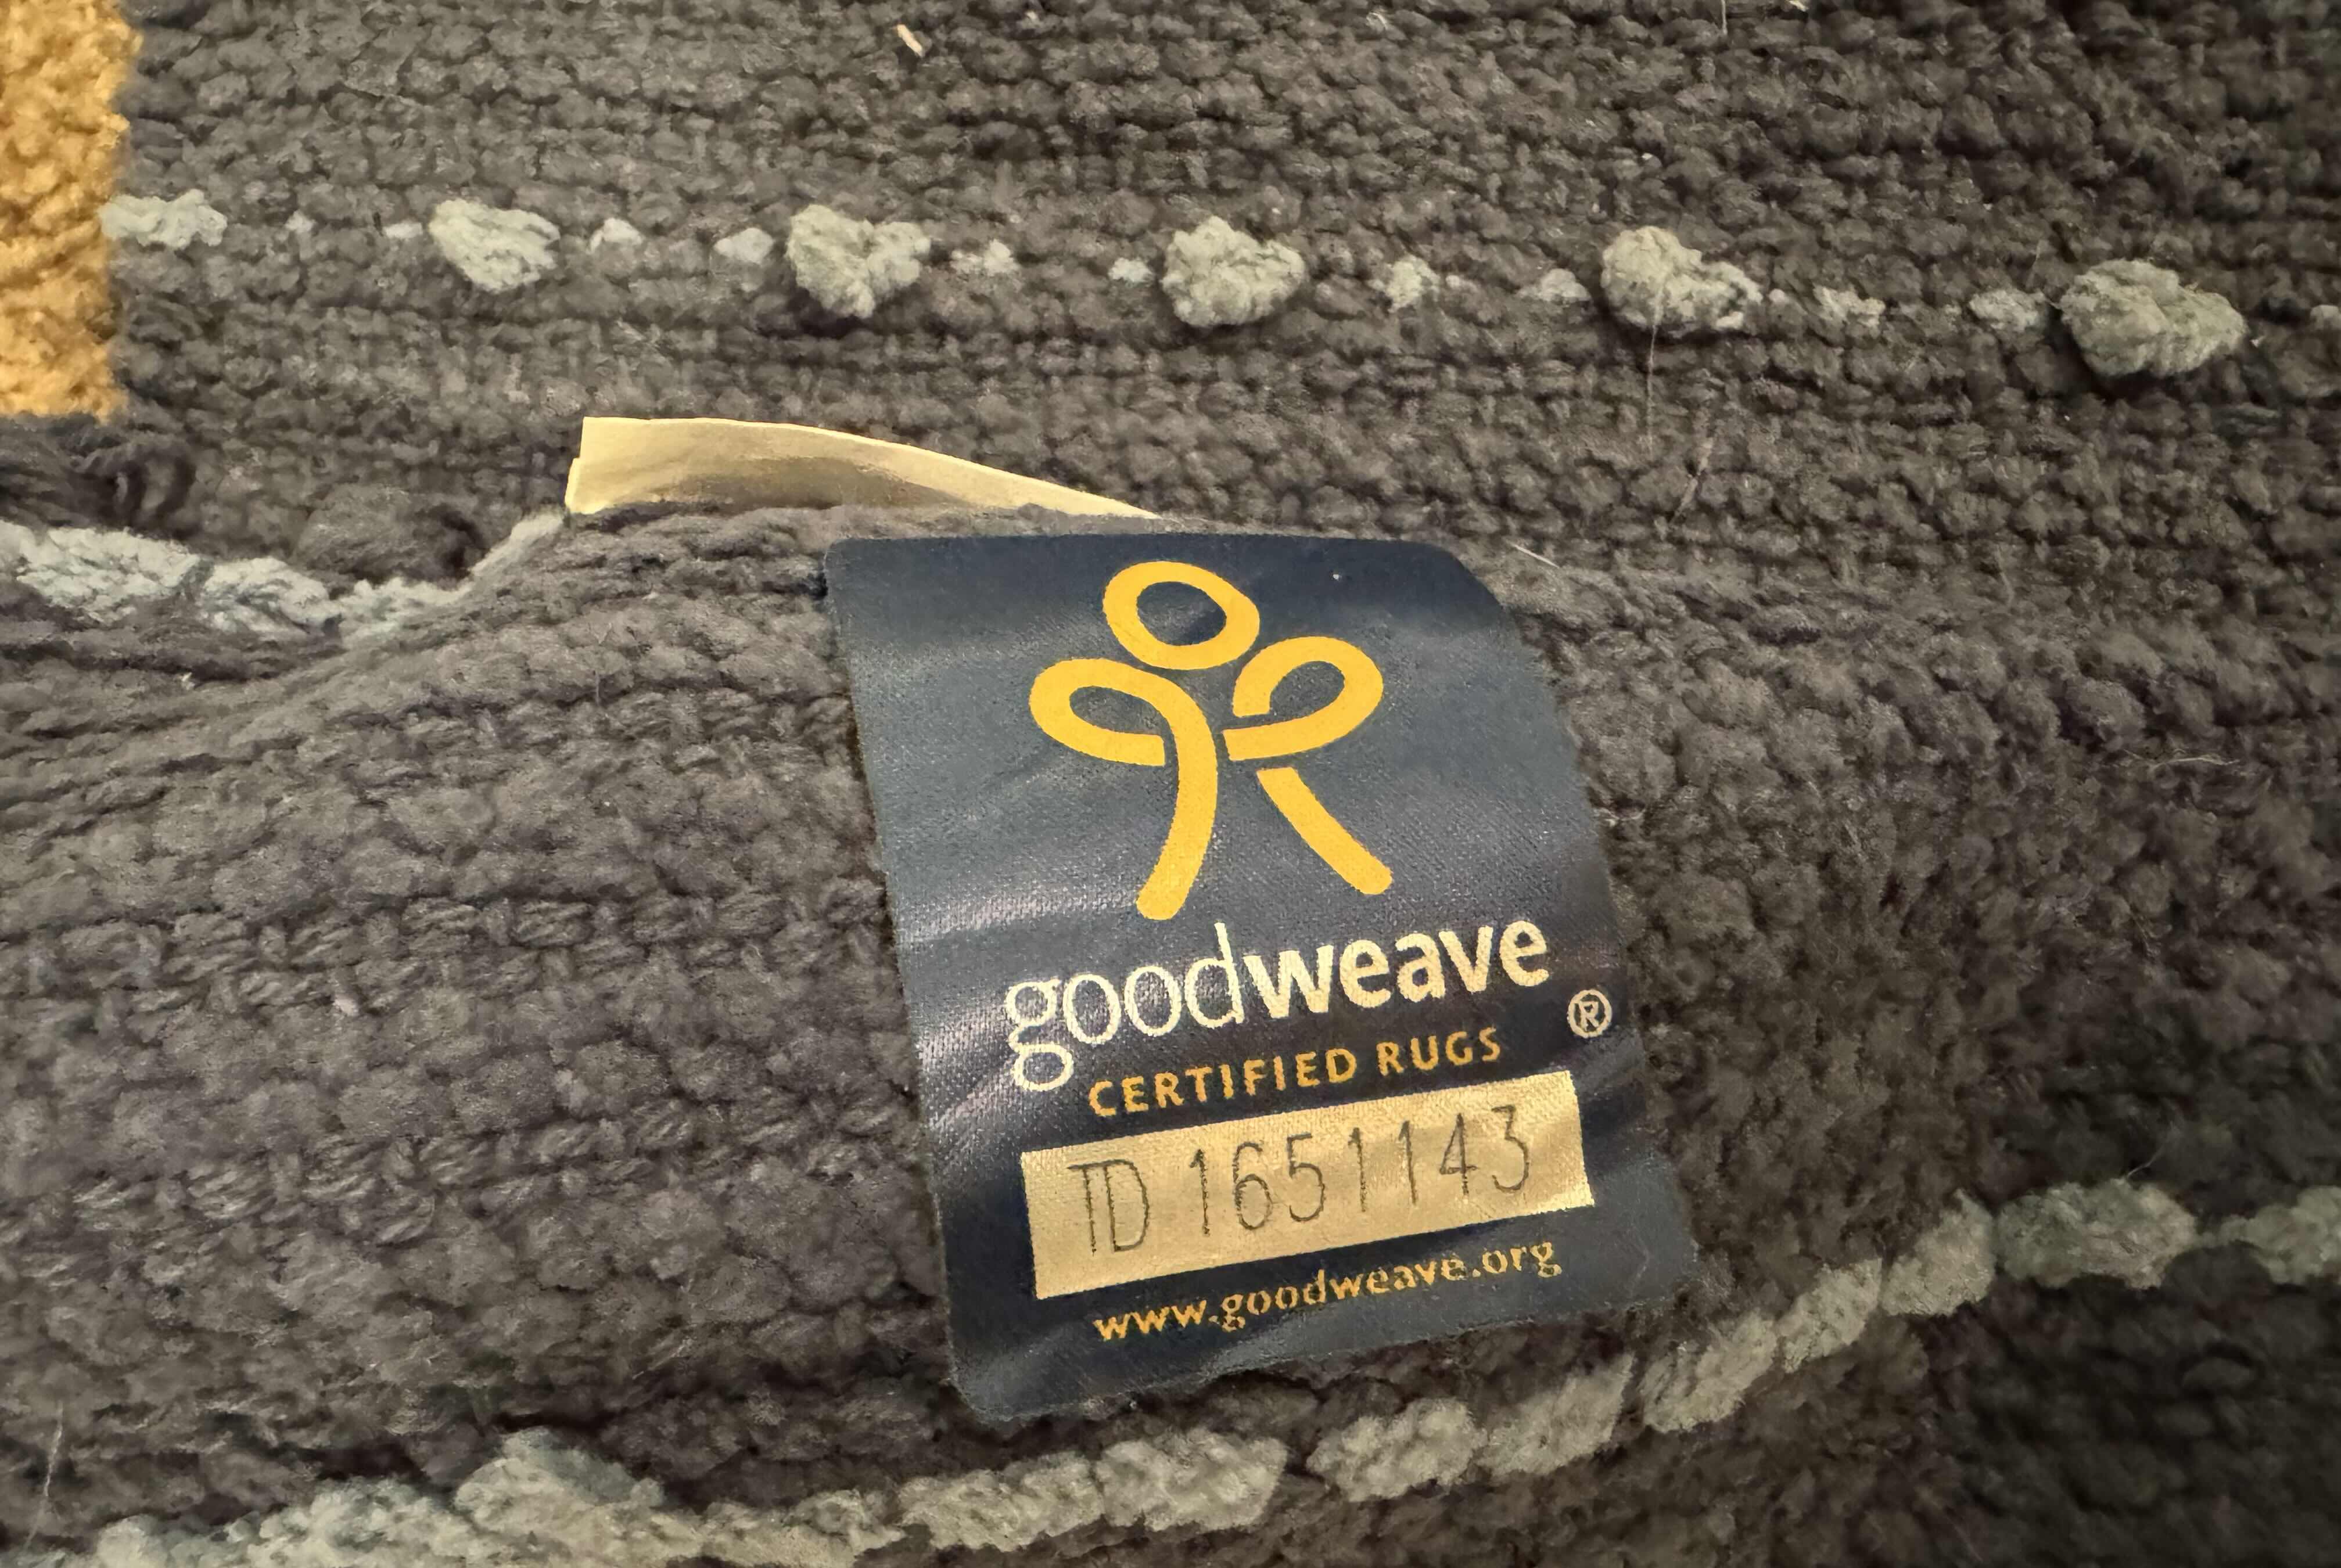 goodweave
®
CERTIFIED RUGS
TD 1651143
www.goodweave.org